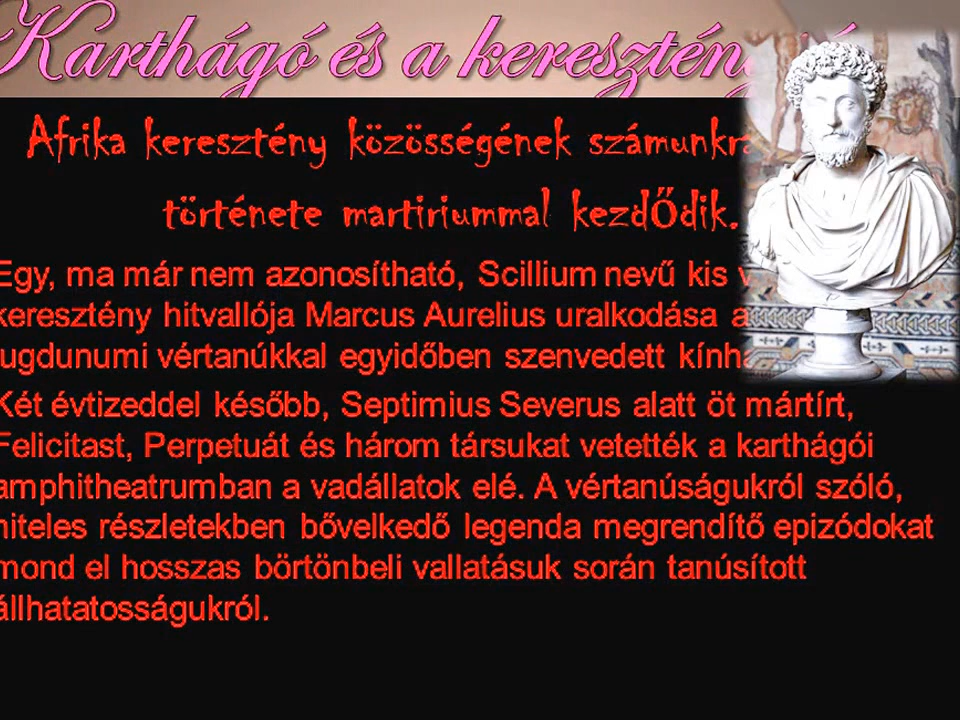 Karthágó és a
Afrika keresztény közösségének számunkra
története martiriummal kezdődik.
Egy, ma már nem azonosítható, Scillium nevű kis
keresztény hitvallója Marcus Aurelius uralkodása
lugdunumi vértanúkkal egyidőben szenvedett
Két évtizeddel később, Septimius Severus alatt öt mártírt,
Felicitast, Perpetuát és három társukat vetették a karthágói
amphitheatrumban a vadállatok elé. A vértanúságukról szóló,
hiteles részletekben bővelkedő legenda megrendítő epizódokat
mond el hosszas börtönbeli vallatásuk során tanúsított
állhatatosságukról.